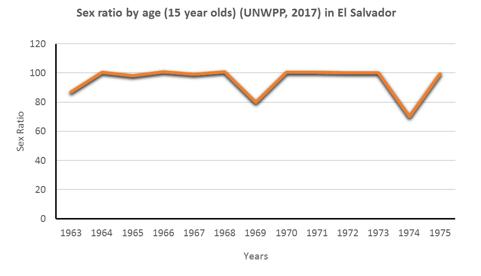 Sex ratio by age (15 year olds) (UNWPP, 2017) in El Salvador
120
100
80
60
40
20
0
Sex Ratio
1963 1964 1965 1966 1967 1968 1969 1970 1971 1972 1973 1974 1975
Years